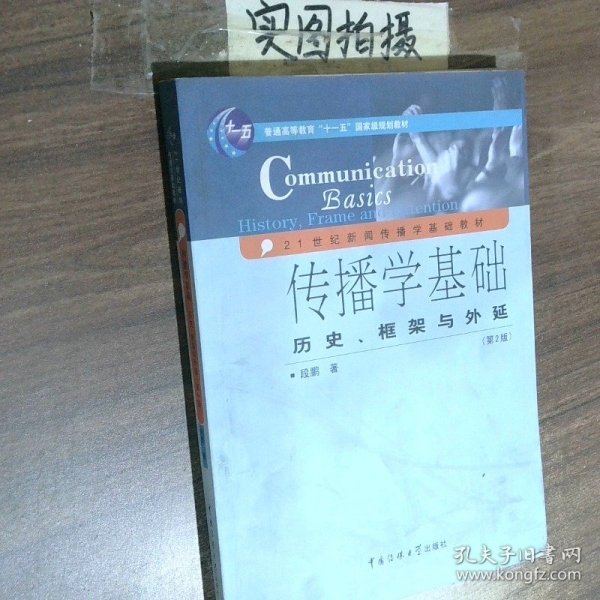 实图拍摄
十一五
普通高等教育“十一五”国家级规划教材
Communication
Basics
History, Frame and
21世纪新闻传播学基础教材
传播学基础
历史、框架与外延
（第2版）
段鹏 著
中国传媒大学出版社
孔夫子旧书网
www.kongfz.com